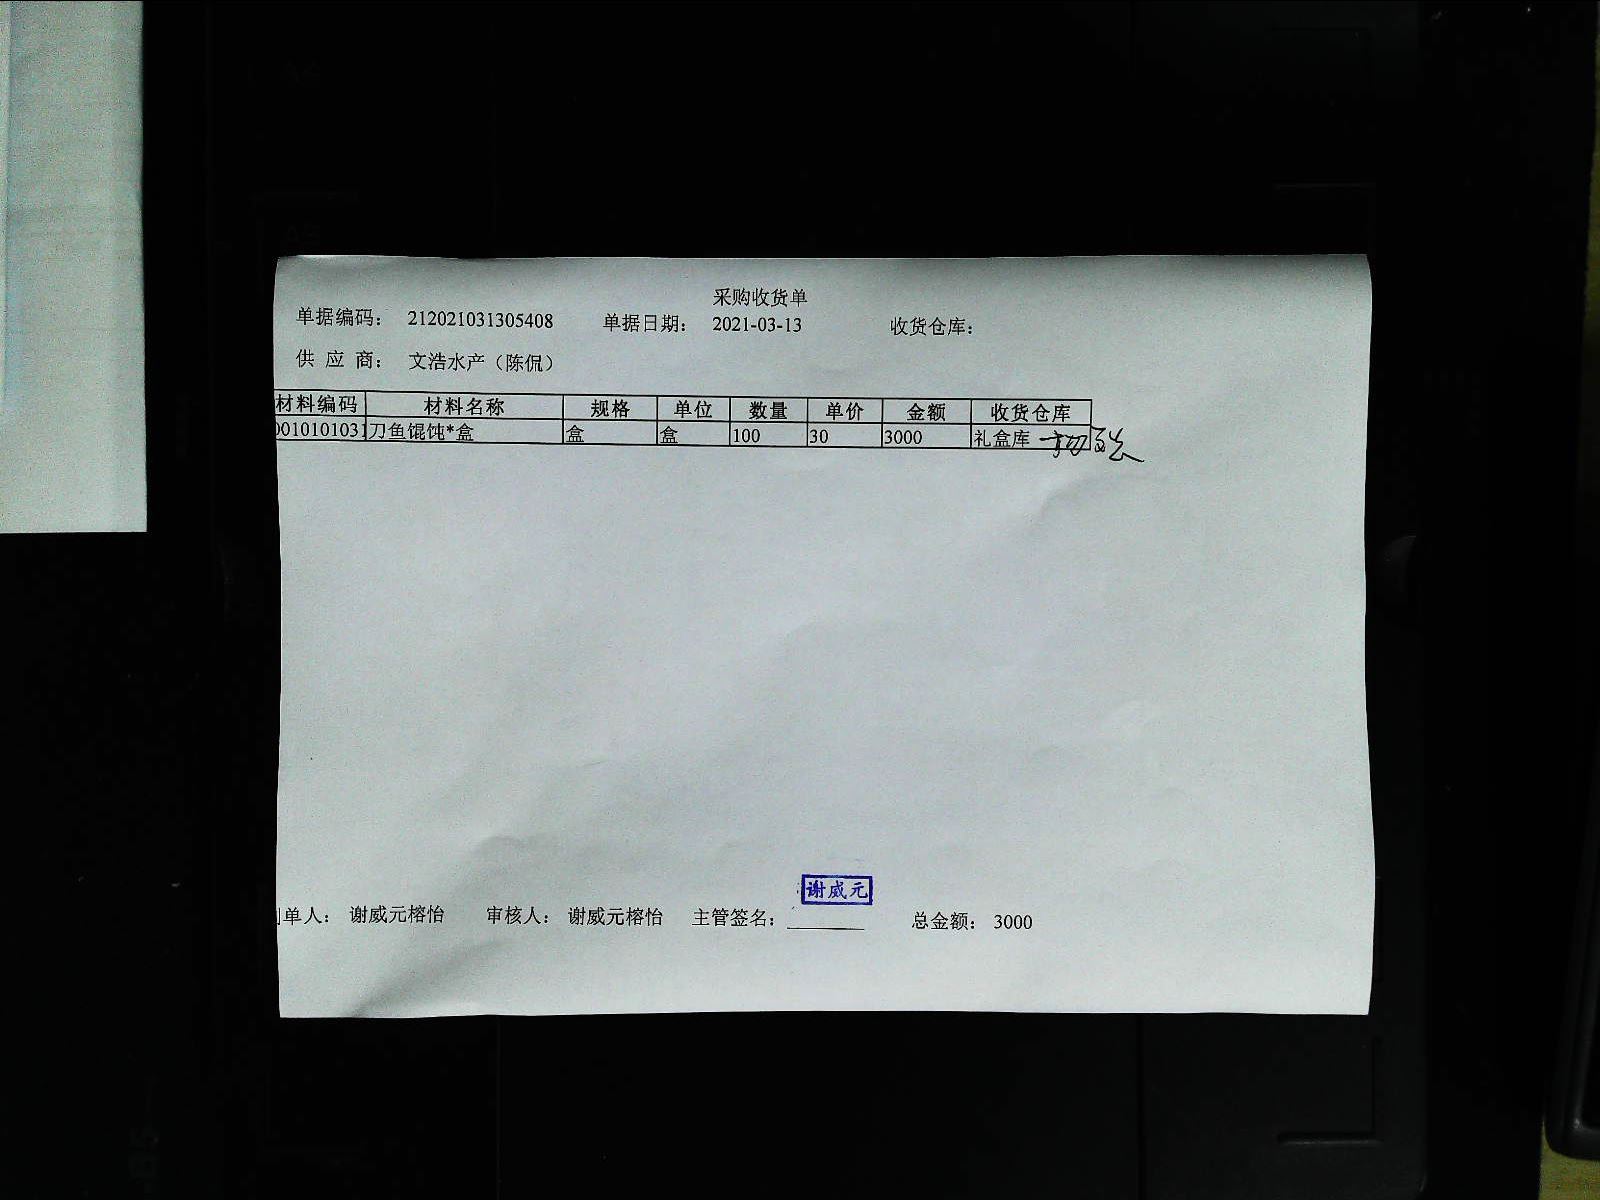 采购收货单
单据编码： 212021031305408 单据日期： 2021-03-13 收货仓库：
供 应 商： 文浩水产（陈侃）
材料编码 材料名称 规格 单位 数量 单价 金额 收货仓库
001010103 刀鱼馄饨*盒 盒 盒 100 30 3000 礼盒库
谢威元
单人： 谢威元榕怡 审核人： 谢威元榕怡 主管签名： 总金额： 3000